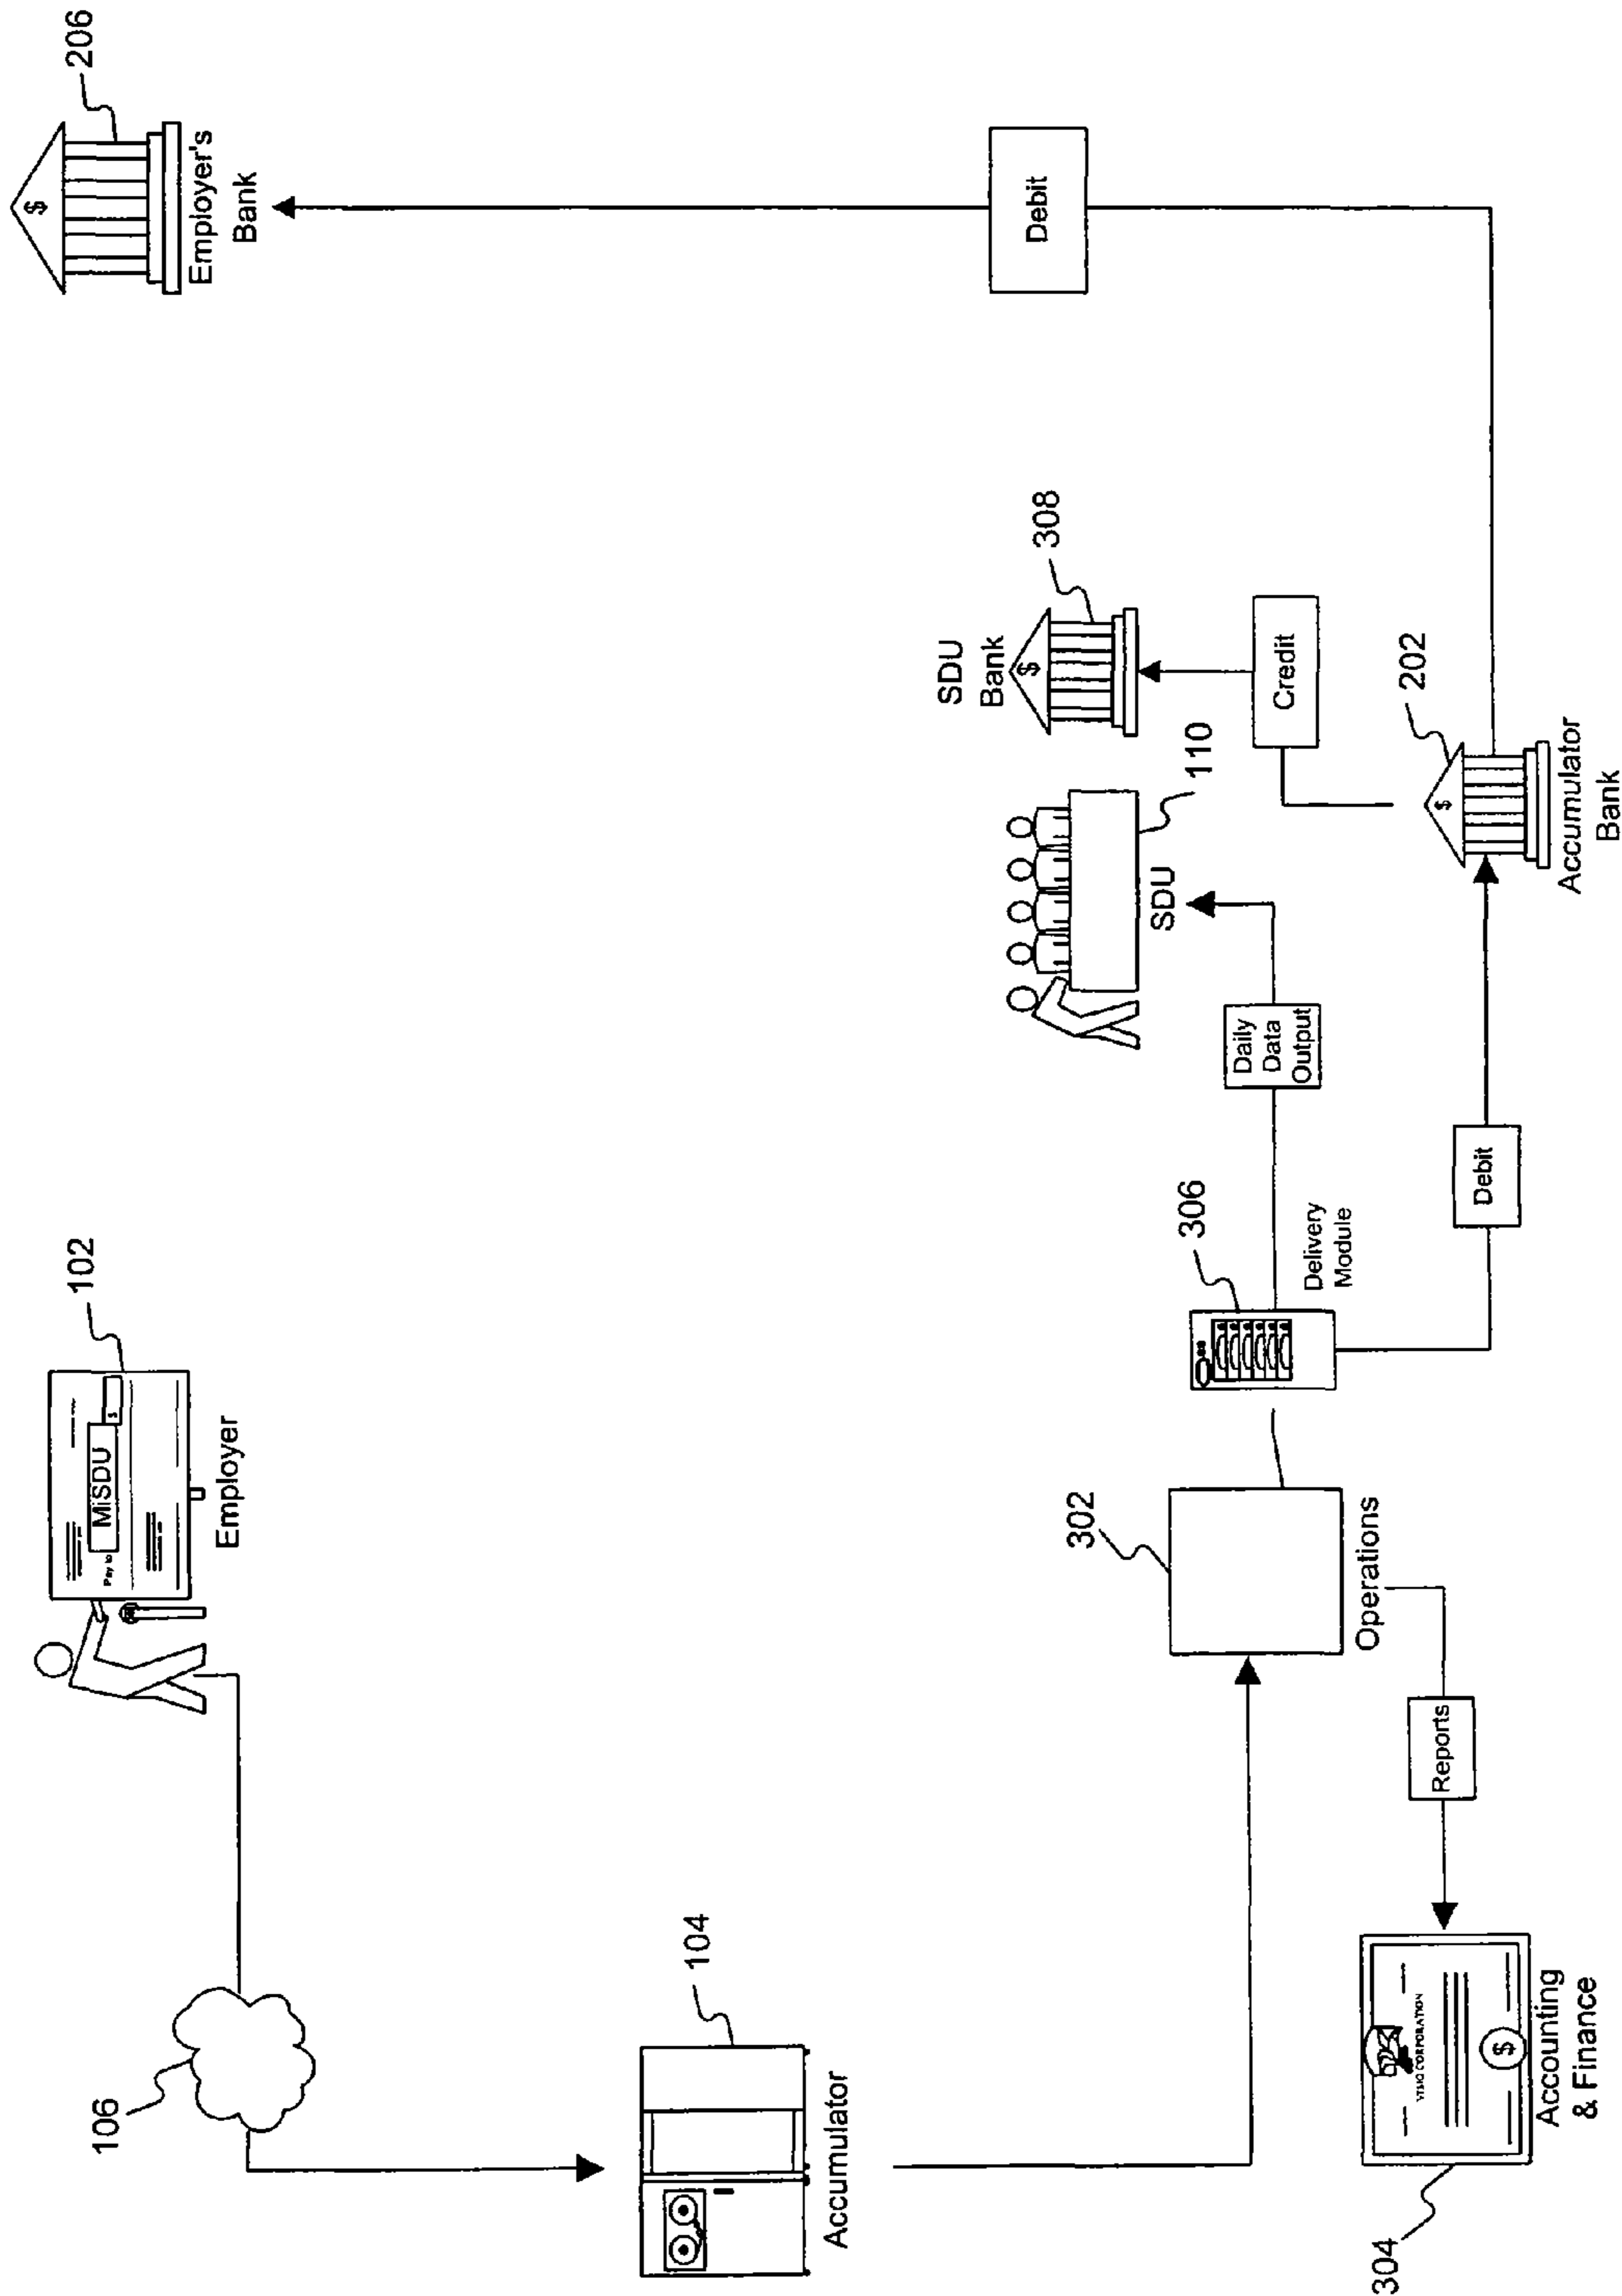 106
102
Pay to
MiSDU
$
Employer
$
206
Employer's
Bank
104
Accumulator
302
Operations
306
Delivery
Module
Daily
Data
Output
SDU
110
SDU
Bank
$
308
Credit
Debit
Reports
304
$
Accounting
& Finance
Debit
$
202
Accumulator
Bank